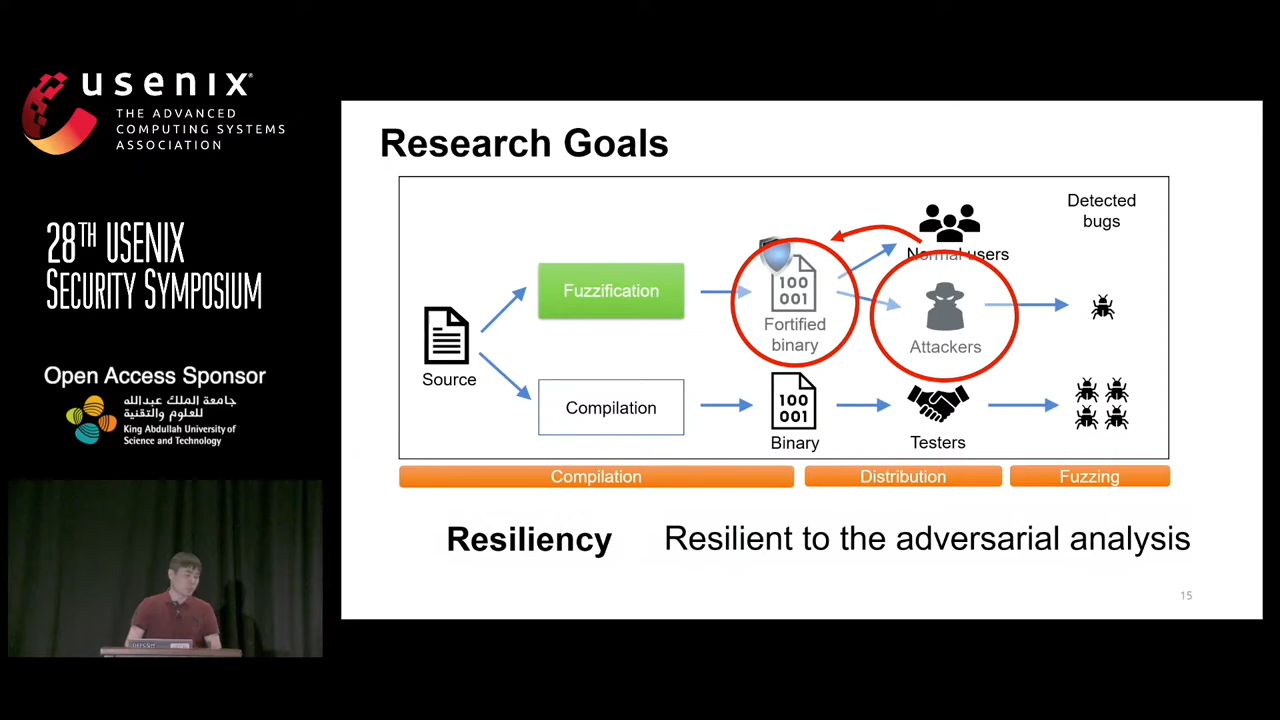 usenix
THE ADVANCED
COMPUTING SYSTEMS
ASSOCIATION
28TH USENIX
SECURITY SYMPOSIUM
Open Access Sponsor
جامعة الملك عبدالله
للعلوم والتقنية
King Abdullah University of
Science and Technology
Research Goals
Detected
bugs
Normal users
Fuzzification
100
001
Fortified
binary
Attackers
Source
Compilation
100
001
Binary
Testers
Compilation
Distribution
Fuzzing
Resiliency
Resilient to the adversarial analysis
15